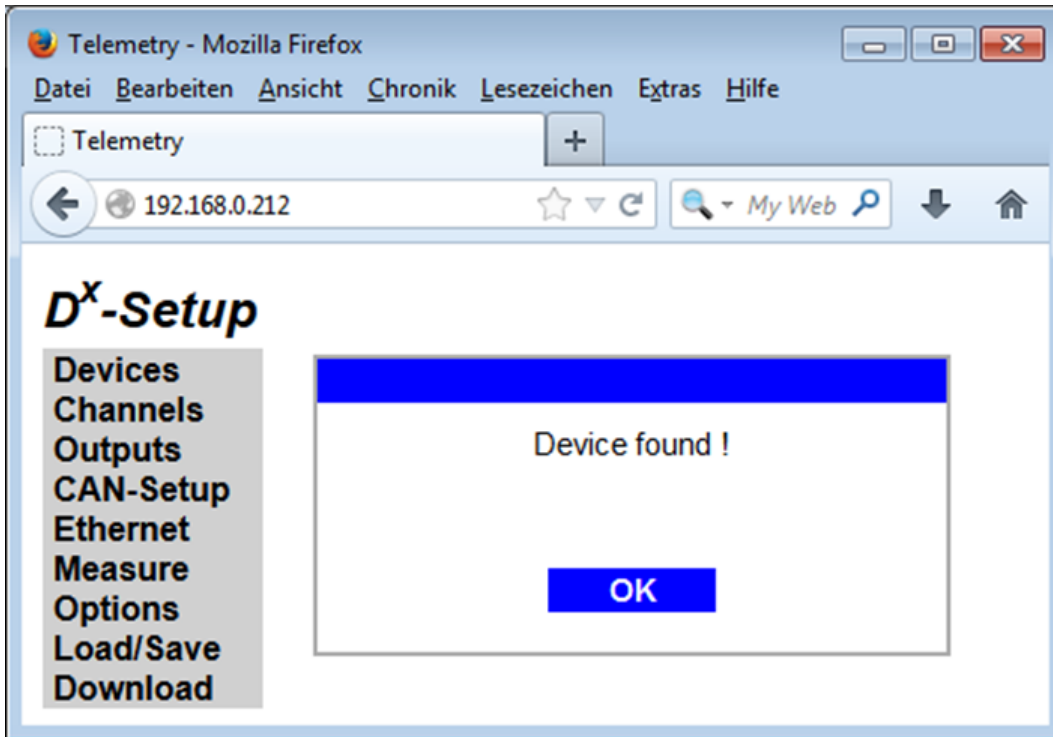 Telemetry - Mozilla Firefox
Datei Bearbeiten Ansicht Chronik Lesezeichen Extras Hilfe
Telemetry
192.168.0.212 My Web
Dx-Setup
Devices
Channels
Outputs
CAN-Setup
Ethernet
Measure
Options
Load/Save
Download
Device found !
OK